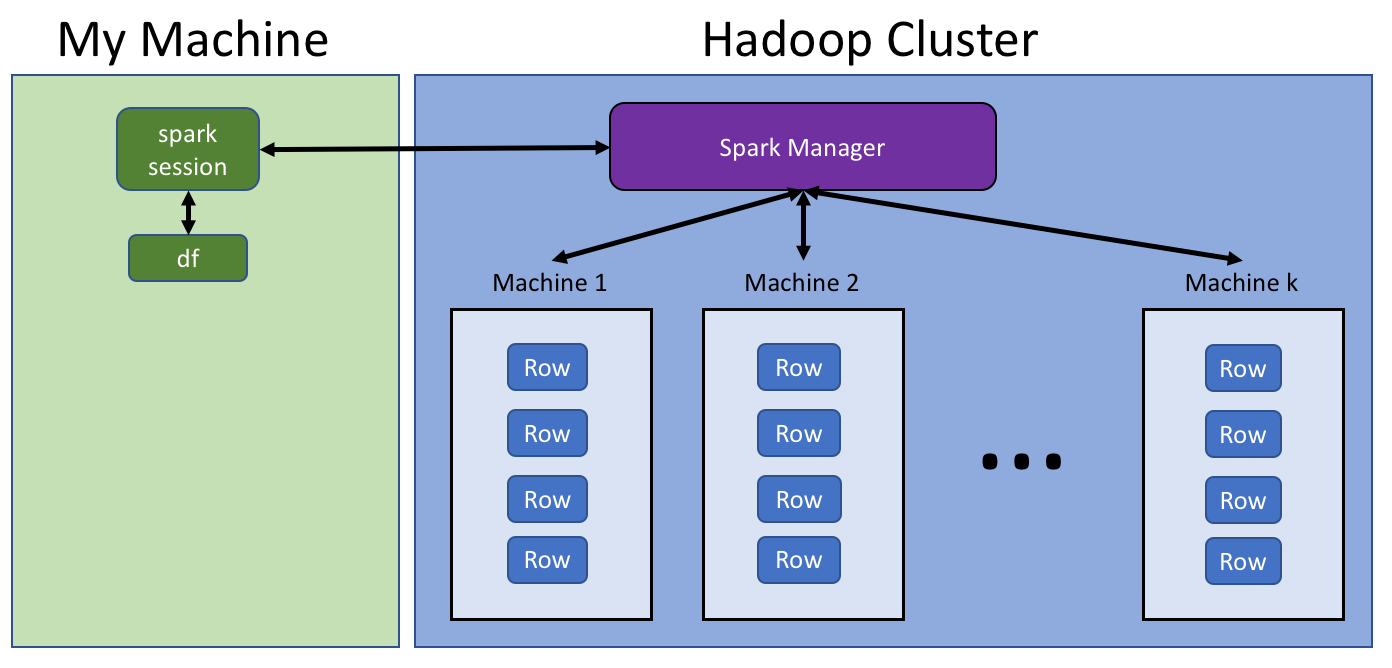 My Machine
Hadoop Cluster
spark
session
df
Spark Manager
Machine 1
Machine 2
Machine k
Row
Row
Row
Row
Row
Row
Row
Row
...
Row
Row
Row
Row